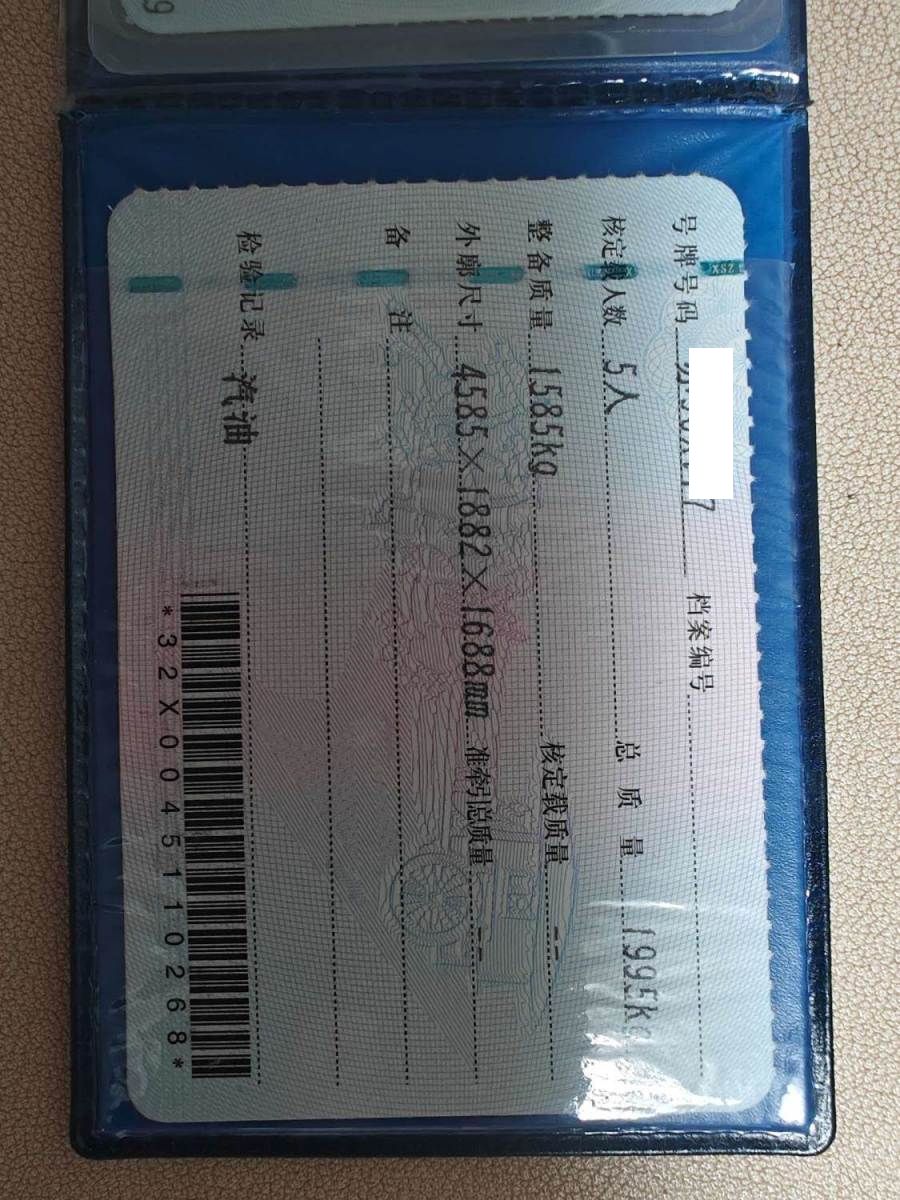 号牌号码 7 档案编号
核定载人数 5人 总质量 1995kg
整备质量 1585kg 核定载质量 --
外廓尺寸 4585×1882×1688mm 准牵引总质量 --
备注
检验记录 汽油
*32X0045110268*